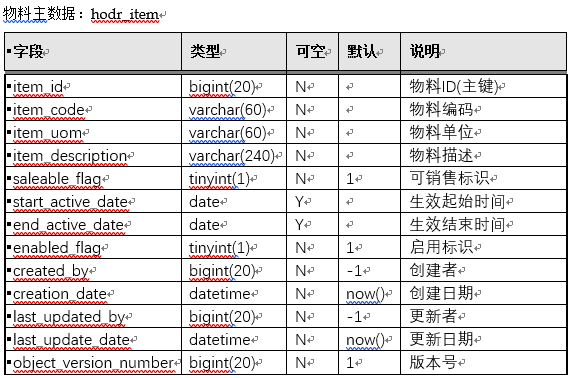 物料主数据：hodr_item
字段 类型 可空 默认 说明
item_id bigint(20) N 物料ID(主键)
item_code varchar(60) N 物料编码
item_uom varchar(60) N 物料单位
item_description varchar(240) N 物料描述
saleable_flag tinyint(1) N 1 可销售标识
start_active_date date Y 生效起始时间
end_active_date date Y 生效结束时间
enabled_flag tinyint(1) N 1 启用标识
created_by bigint(20) N -1 创建者
creation_date datetime N now() 创建日期
last_updated_by bigint(20) N -1 更新者
last_update_date datetime N now() 更新日期
object_version_number bigint(20) N 1 版本号